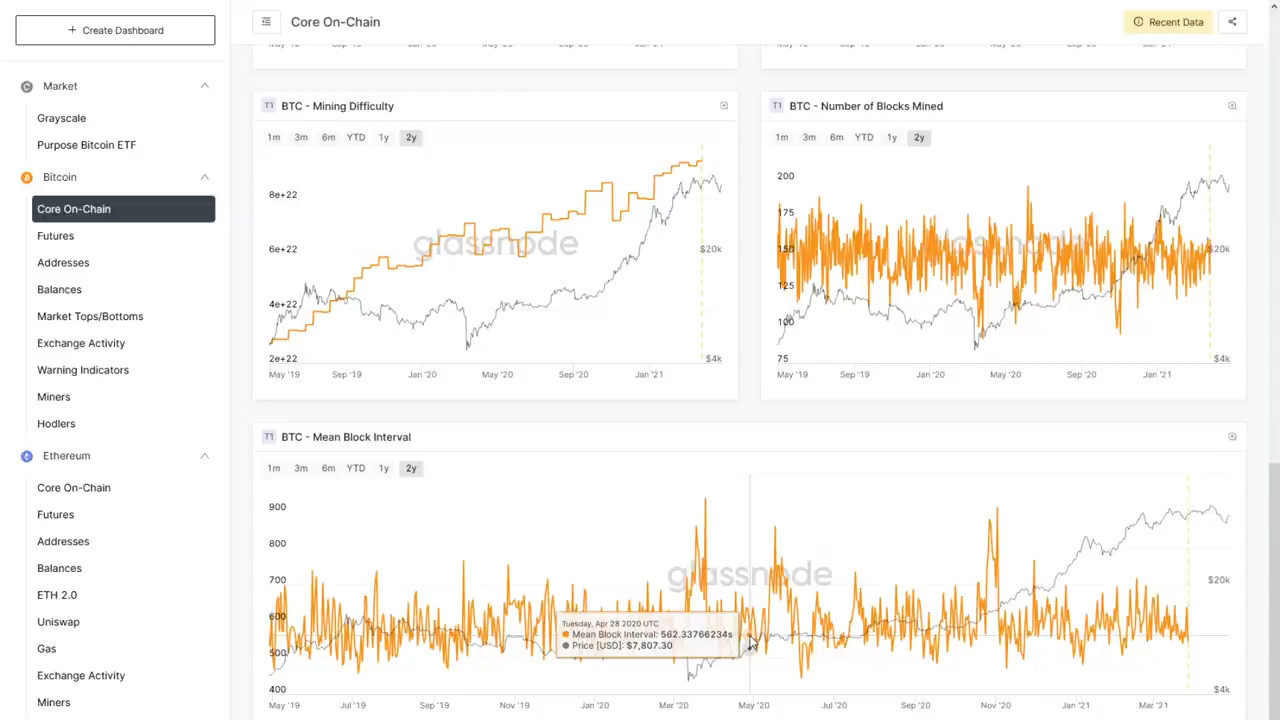 + Create Dashboard
Core On-Chain
Recent Data
Market
Grayscale
Purpose Bitcoin ETF
Bitcoin
Core On-Chain
Futures
Addresses
Balances
Market Tops/Bottoms
Exchange Activity
Warning Indicators
Miners
Hodlers
Ethereum
Core On-Chain
Futures
Addresses
Balances
ETH 2.0
Uniswap
Gas
Exchange Activity
Miners
T1 BTC - Mining Difficulty
1m 3m 6m YTD 1y 2y
8e+22
6e+22
4e+22
2e+22
glassnode
$20k
$4k
May '19 Sep '19 Jan '20 May '20 Sep '20 Jan '21
T1 BTC - Number of Blocks Mined
1m 3m 6m YTD 1y 2y
200
175
150
125
100
75
glassnode
$20k
$4k
May '19 Sep '19 Jan '20 May '20 Sep '20 Jan '21
T1 BTC - Mean Block Interval
1m 3m 6m YTD 1y 2y
900
800
700
600
500
400
glassnode
$20k
$4k
Tuesday, Apr 28 2020 UTC
Mean Block Interval: 562.33766234s
Price [USD]: $7,807.30
May '19 Jul '19 Sep '19 Nov '19 Jan '20 Mar '20 May '20 Jul '20 Sep '20 Nov '20 Jan '21 Mar '21